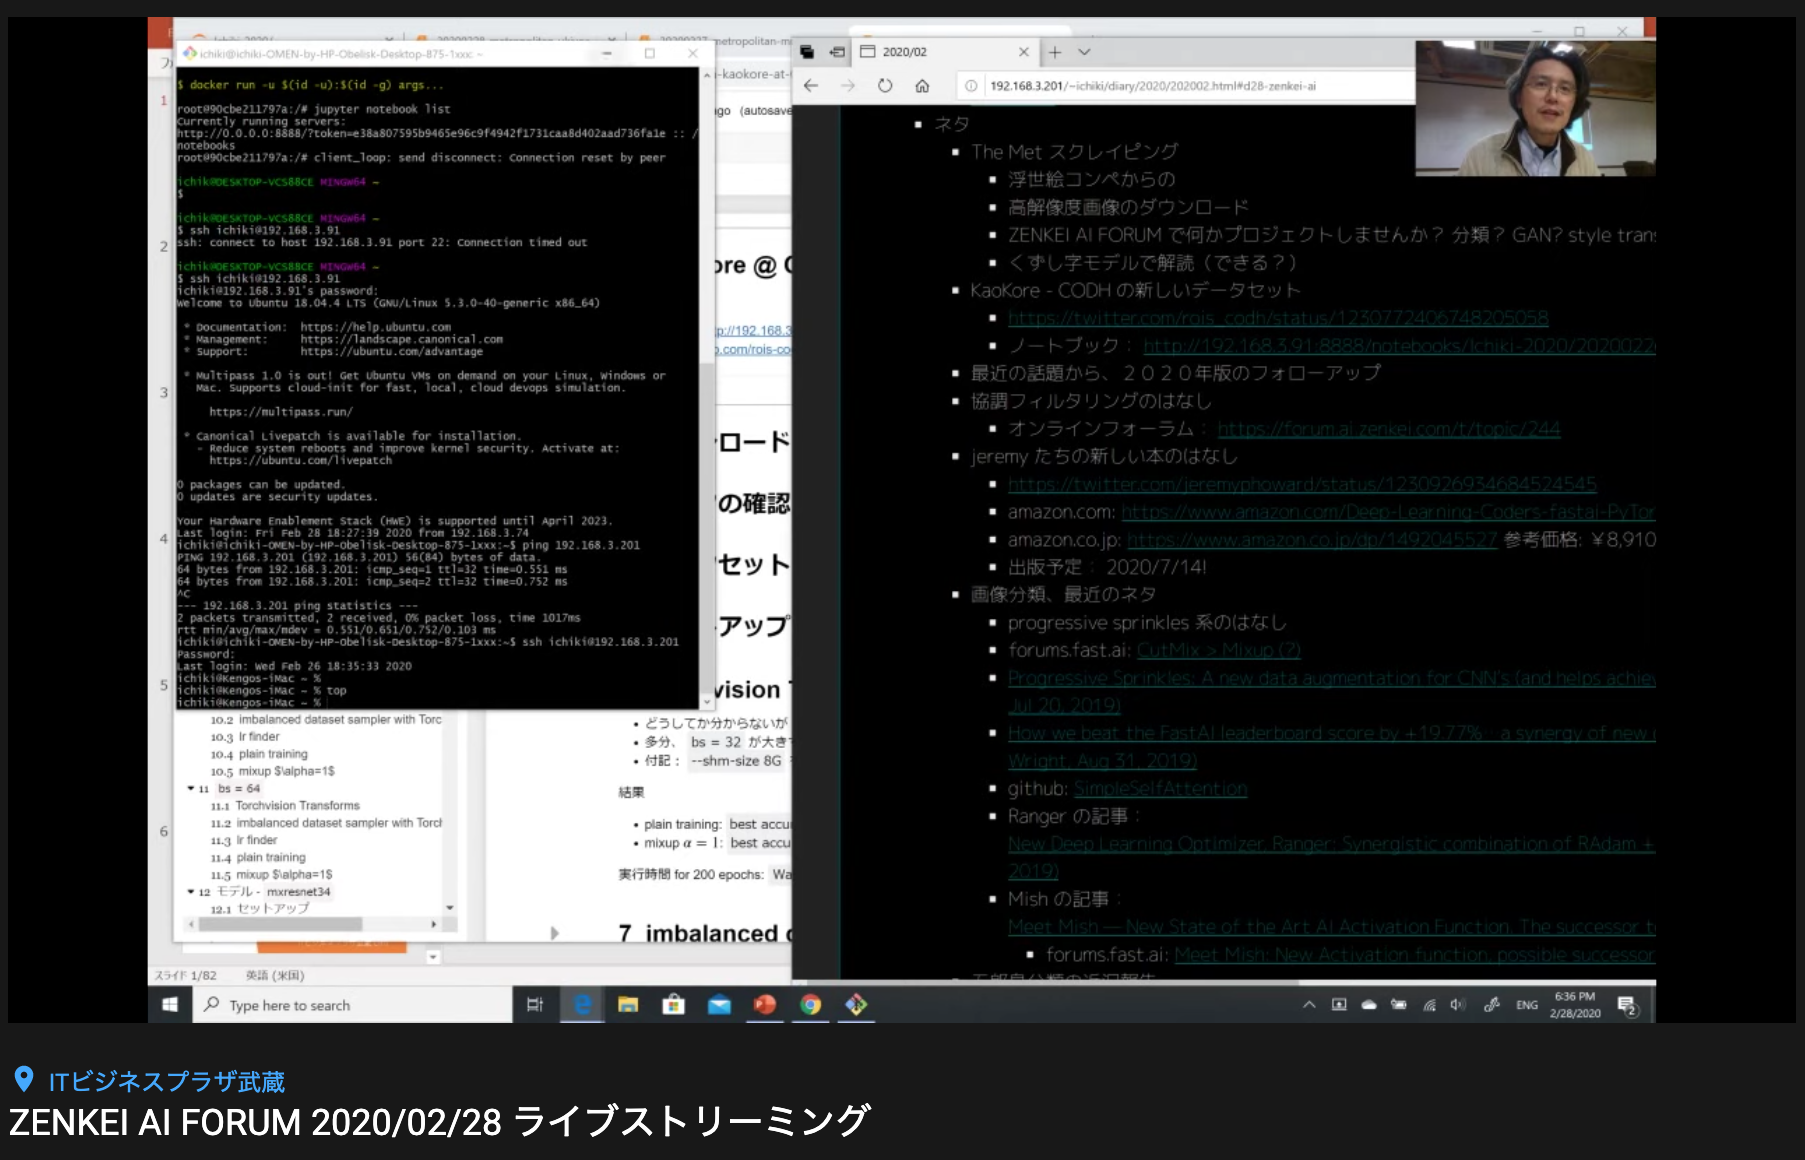 ichiki@ichiki-OMEN-by-HP-Obelisk-Desktop-875-1xxx: ~
$ docker run -u $(id -u):$(id -g) args...
root@90cbe211797a:/# jupyter notebook list
Currently running servers:
http://0.0.0.0:8888/?token=e38a807595b9465e96c9f4942f1731caa8d402aad736fa1e :: /
notebooks
root@90cbe211797a:/# client_loop: send disconnect: Connection reset by peer
ichik@DESKTOP-VCS88CE MINGW64 ~
$
ichik@DESKTOP-VCS88CE MINGW64 ~
$ ssh ichiki@192.168.3.91
ssh: connect to host 192.168.3.91 port 22: Connection timed out
ichik@DESKTOP-VCS88CE MINGW64 ~
$ ssh ichiki@192.168.3.91
ichiki@192.168.3.91's password:
Welcome to Ubuntu 18.04.4 LTS (GNU/Linux 5.3.0-40-generic x86_64)
* Documentation: https://help.ubuntu.com
* Management: https://landscape.canonical.com
* Support: https://ubuntu.com/advantage
* Multipass 1.0 is out! Get Ubuntu VMs on demand on your Linux, Windows or
Mac. Supports cloud-init for fast, local, cloud devops simulation.
https://multipass.run/
* Canonical Livepatch is available for installation.
- Reduce system reboots and improve kernel security. Activate at:
https://ubuntu.com/livepatch
0 packages can be updated.
0 updates are security updates.
Your Hardware Enablement Stack (HWE) is supported until April 2023.
Last login: Fri Feb 28 18:27:39 2020 from 192.168.3.74
ichiki@ichiki-OMEN-by-HP-Obelisk-Desktop-875-1xxx:~$ ping 192.168.3.201
PING 192.168.3.201 (192.168.3.201) 56(84) bytes of data.
64 bytes from 192.168.3.201: icmp_seq=1 ttl=32 time=0.551 ms
64 bytes from 192.168.3.201: icmp_seq=2 ttl=32 time=0.752 ms
^C
--- 192.168.3.201 ping statistics ---
2 packets transmitted, 2 received, 0% packet loss, time 1017ms
rtt min/avg/max/mdev = 0.551/0.651/0.752/0.103 ms
ichiki@ichiki-OMEN-by-HP-Obelisk-Desktop-875-1xxx:~$ ssh ichiki@192.168.3.201
Password:
Last login: Wed Feb 26 18:35:33 2020
ichiki@Kengos-iMac ~ %
ichiki@Kengos-iMac ~ % top
ichiki@Kengos-iMac ~ %
1
2
3
4
5
6
10.2 imbalanced dataset sampler with Torc
10.3 lr finder
10.4 plain training
10.5 mixup $\alpha=1$
11 bs = 64
11.1 Torchvision Transforms
11.2 imbalanced dataset sampler with Torch
11.3 lr finder
11.4 plain training
11.5 mixup $\alpha=1$
12 モデル - mxresnet34
12.1 セットアップ
metropolitan-m
-kaokore-at-
ago (autosave
ore @ C
p://192.168.3
o.com/rois-co
ロード
の確認
セット
アップ
vision T
• どうしてか分からないが
• 多分、 bs = 32 が大き
• 付記： --shm-size 8G
結果
• plain training: best accu
• mixup α = 1: best accu
実行時間 for 200 epochs: Wa
7 imbalanced d
2020/02
192.168.3.201/~ichiki/diary/2020/202002.html#d28-zenkei-ai
ネタ
The Met スクレイピング
浮世絵コンペからの
高解像度画像のダウンロード
ZENKEI AI FORUM で何かプロジェクトしませんか？ 分類？ GAN? style tran
くずし字モデルで解読（できる？）
KaoKore - CODH の新しいデータセット
https://twitter.com/rois_codh/status/1230772406748205058
ノートブック： http://192.168.3.91:8888/notebooks/Ichiki-2020/2020022
最近の話題から、２０２０年版のフォローアップ
協調フィルタリングのはなし
オンラインフォーラム： https://forum.ai.zenkei.com/t/topic/244
jeremy たちの新しい本のはなし
https://twitter.com/jeremyphoward/status/1230926934684524545
amazon.com: https://www.amazon.com/Deep-Learning-Coders-fastai-PyTor
amazon.co.jp: https://www.amazon.co.jp/dp/1492045527 参考価格: ￥8,910
出版予定： 2020/7/14!
画像分類、最近のネタ
progressive sprinkles 系のはなし
forums.fast.ai: CutMix > Mixup (?)
Progressive Sprinkles: A new data augmentation for CNN's (and helps achiev
Jul 20, 2019)
How we beat the FastAI leaderboard score by +19.77% - a synergy of new
Wright, Aug 31, 2019)
github: SimpleSelfAttention
Ranger の記事：
New Deep Learning Optimizer, Ranger: Synergistic combination of RAdam +
2019)
Mish の記事：
Meet Mish — New State of the Art AI Activation Function. The successor t
forums.fast.ai: Meet Mish: New Activation function, possible successor
スライド 1/82 英語 (米国)
Type here to search
ENG
6:36 PM
2/28/2020
2
ITビジネスプラザ武蔵
ZENKEI AI FORUM 2020/02/28 ライブストリーミング